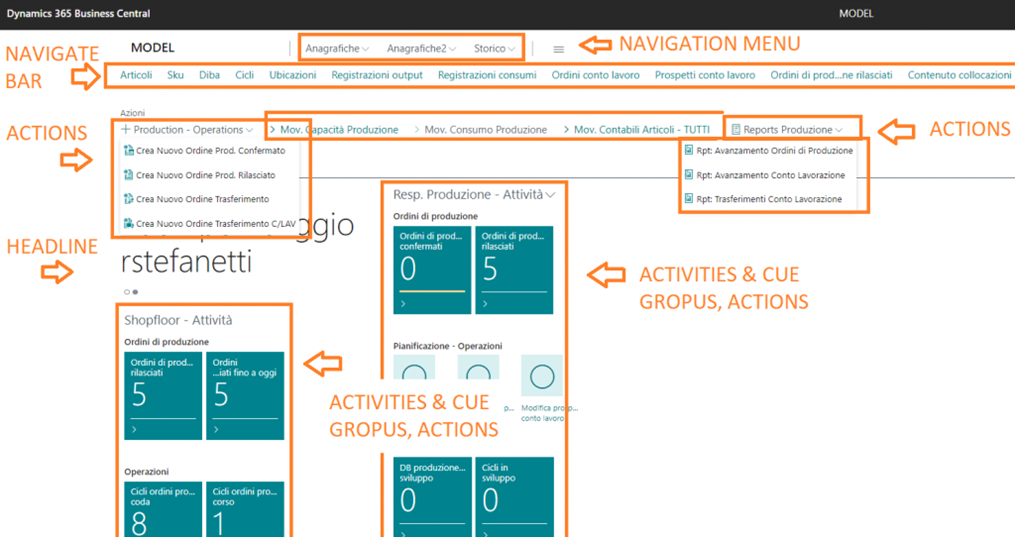 Dynamics 365 Business Central
MODEL
NAVIGATE
BAR
MODEL
Anagrafiche
Anagrafiche2
Storico
NAVIGATION MENU
Articoli Sku Diba Cicli Ubicazioni Registrazioni output Registrazioni consumi Ordini conto lavoro Prospetti conto lavoro Ordini di prod...ne rilasciati Contenuto collocazioni
Azioni
ACTIONS
+ Production - Operations
> Mov. Capacità Produzione
> Mov. Consumo Produzione
> Mov. Contabili Articoli - TUTTI
Reports Produzione
ACTIONS
Crea Nuovo Ordine Prod. Confermato
Crea Nuovo Ordine Prod. Rilasciato
Crea Nuovo Ordine Trasferimento
Crea Nuovo Ordine Trasferimento C/LAV
Rpt: Avanzamento Ordini di Produzione
Rpt: Avanzamento Conto Lavorazione
Rpt: Trasferimenti Conto Lavorazione
HEADLINE
ggio
rstefanetti
Resp. Produzione - Attività
Ordini di produzione
Ordini di prod...
confermati
0
Ordini di prod...
rilasciati
5
ACTIVITIES & CUE
GROPUS, ACTIONS
Shopfloor - Attività
Ordini di produzione
Ordini di prod...
rilasciati
5
Ordini
...iati fino a oggi
5
ACTIVITIES & CUE
GROPUS, ACTIONS
Pianificazione - Operazioni
p...
Modifica prosp...
conto lavoro
Operazioni
Cicli ordini pro...
coda
8
Cicli ordini pro...
corso
1
DB produzione...
sviluppo
0
Cicli in
sviluppo
0